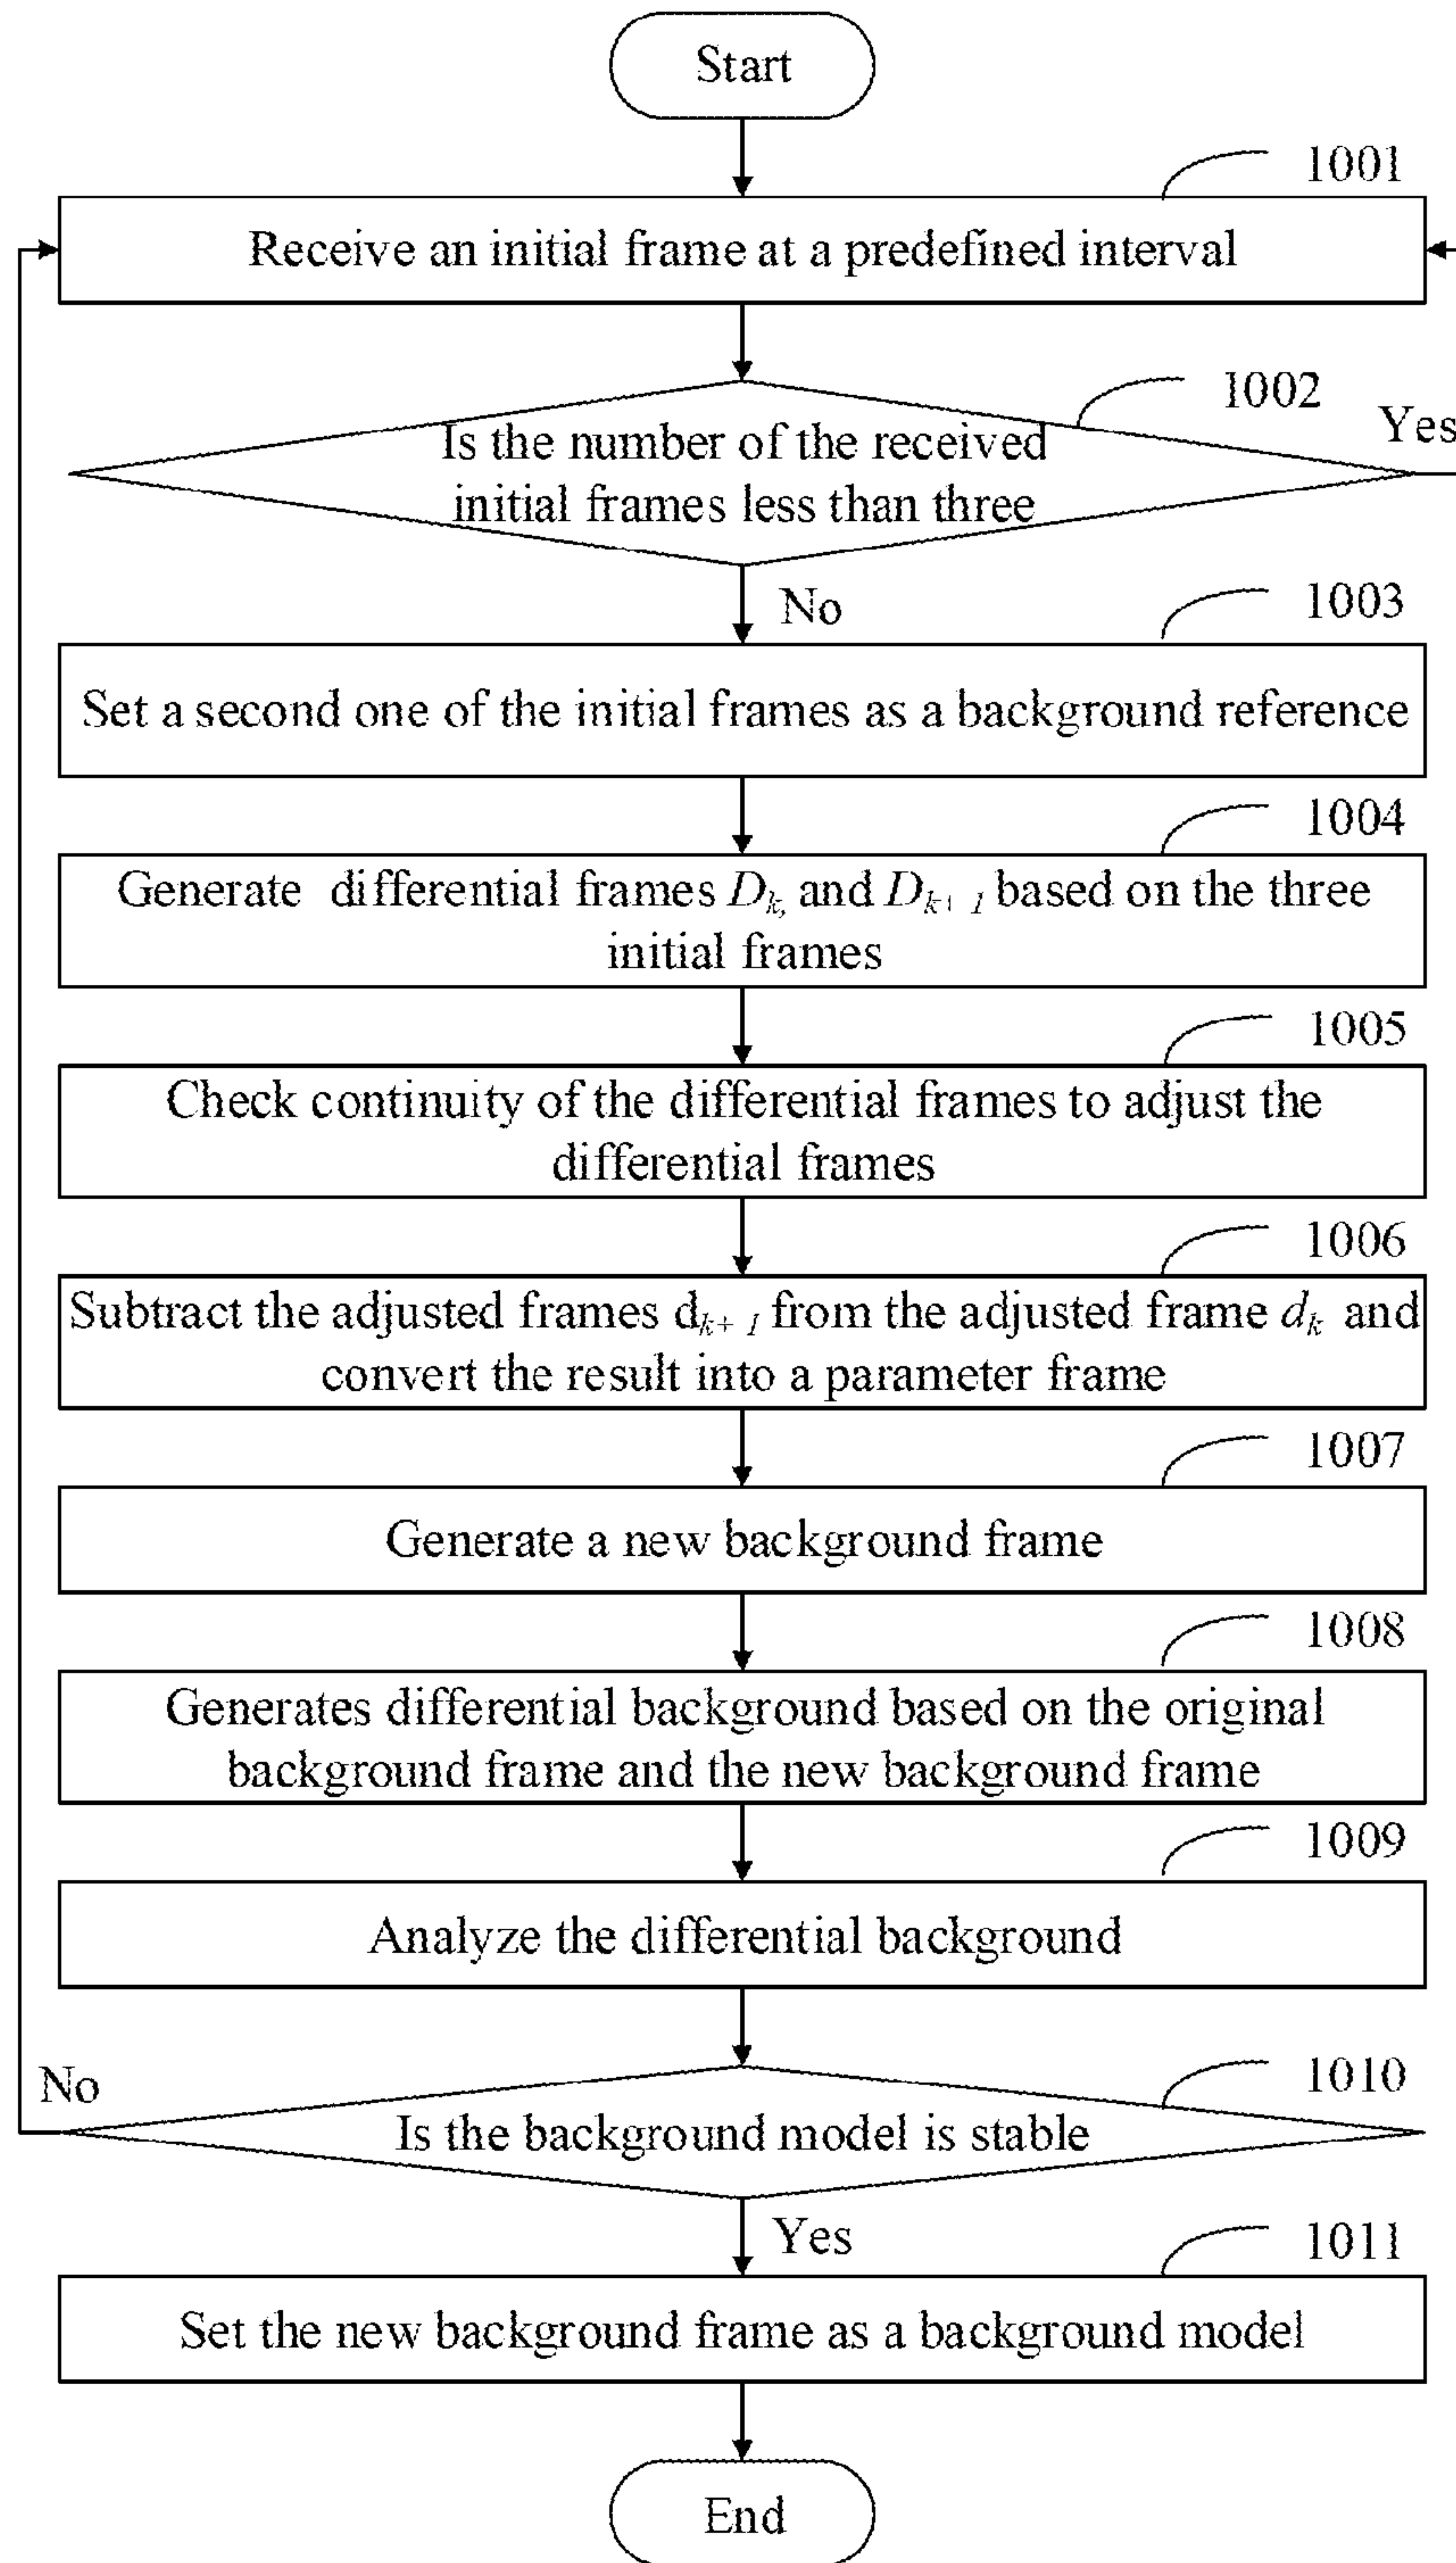 Start
1001
Receive an initial frame at a predefined interval
1002
Yes
Is the number of the received
initial frames less than three
No
1003
Set a second one of the initial frames as a background reference
1004
Generate differential frames Dk, and Dk+1 based on the three
initial frames
1005
Check continuity of the differential frames to adjust the
differential frames
1006
Subtract the adjusted frames dk+1 from the adjusted frame dk and
convert the result into a parameter frame
1007
Generate a new background frame
1008
Generates differential background based on the original
background frame and the new background frame
1009
Analyze the differential background
No
1010
Is the background model is stable
Yes
1011
Set the new background frame as a background model
End